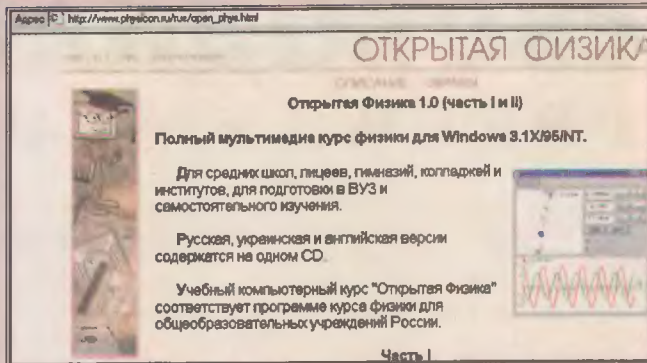 Адрес http://www.physicon.ru/rus/open_phys.html
ОТКРЫТАЯ ФИЗИКА
ОПИСАНИЕ
Открытая Физика 1.0 (часть I и II)
Полный мультимедиа курс физики для Windows 3.1X/95/NT.
Для средних школ, лицеев, гимназий, колледжей и
институтов, для подготовки в ВУЗ и
самостоятельного изучения.
Русская, украинская и английская версии
содержатся на одном CD.
Учебный компьютерный курс "Открытая Физика"
соответствует программе курса физики для
общеобразовательных учреждений России.
Часть I